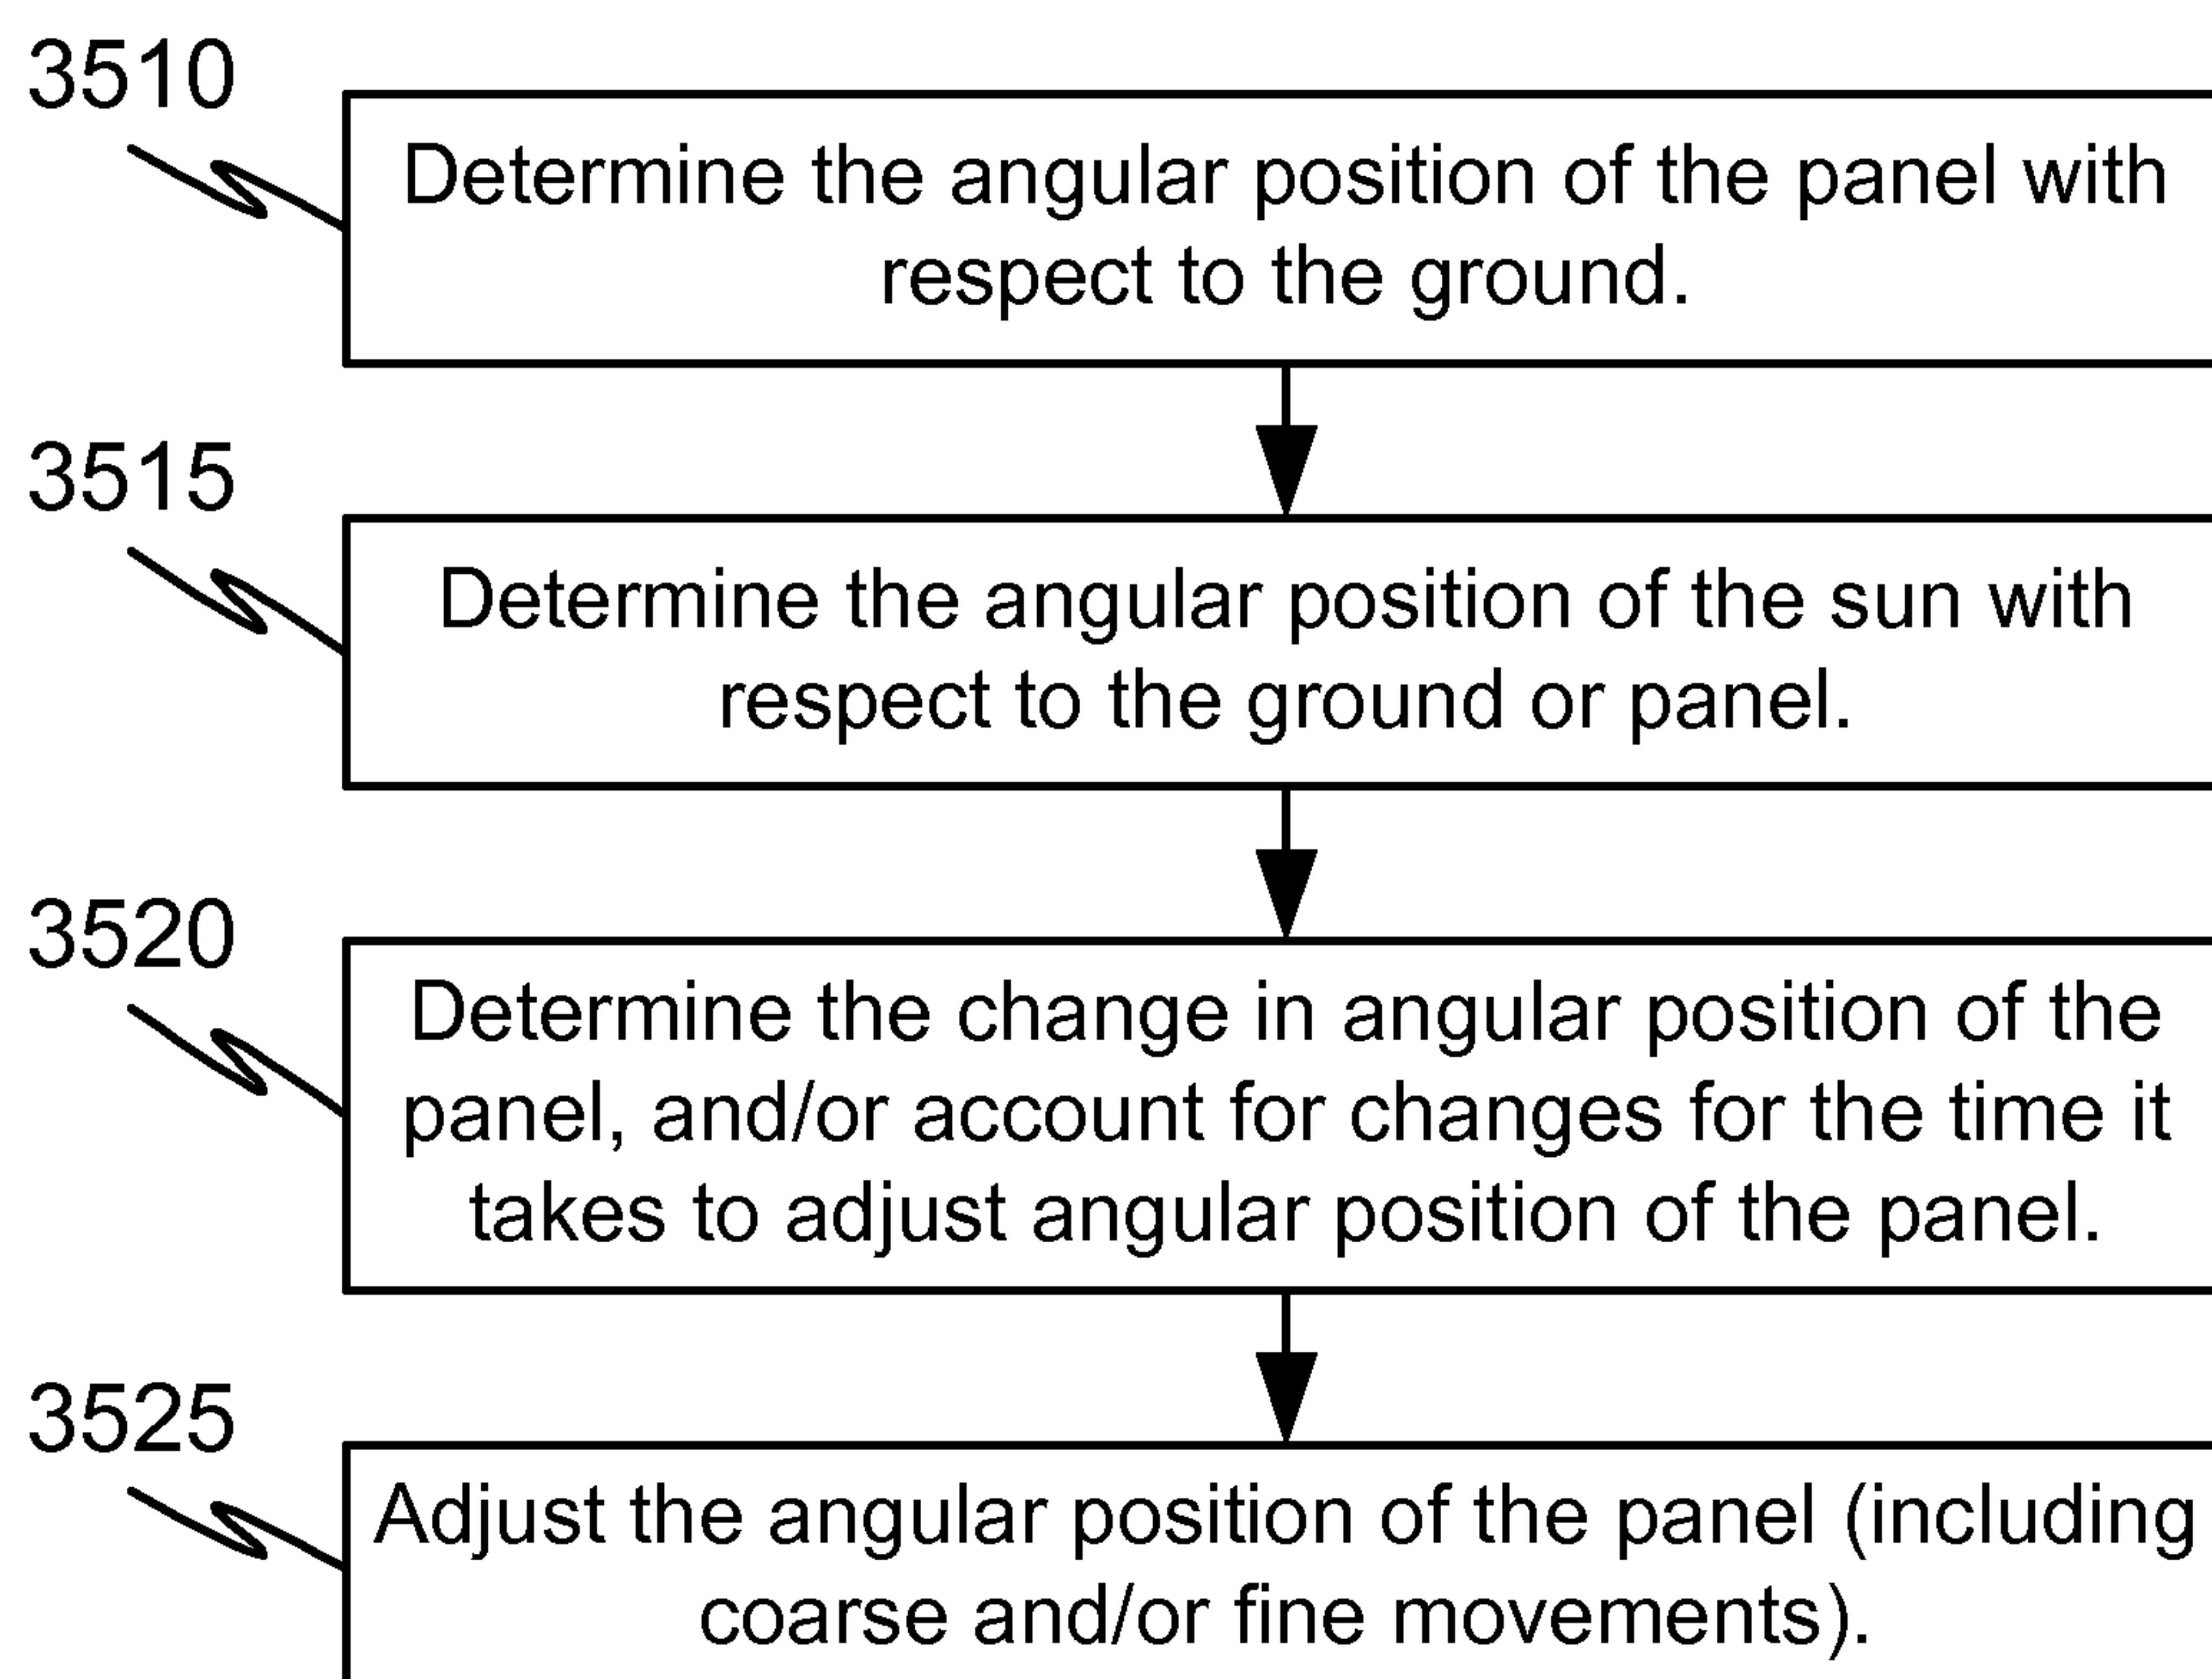 3510
Determine the angular position of the panel with
respect to the ground.
3515
Determine the angular position of the sun with
respect to the ground or panel.
3520
Determine the change in angular position of the
panel, and/or account for changes for the time it
takes to adjust angular position of the panel.
3525
Adjust the angular position of the panel (including
coarse and/or fine movements).